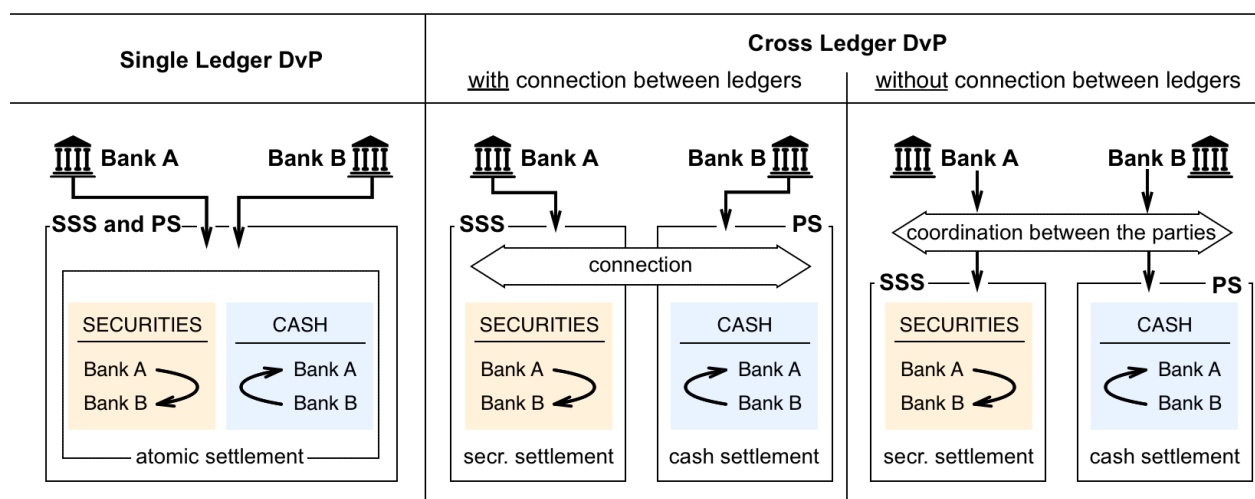 Single Ledger DvP
Cross Ledger DvP
with connection between ledgers
without connection between ledgers
Bank A
Bank B
SSS and PS
SECURITIES
CASH
Bank A
Bank A
Bank B
Bank B
atomic settlement
Bank A
Bank B
SSS
PS
connection
SECURITIES
CASH
Bank A
Bank A
Bank B
Bank B
secr. settlement
cash settlement
Bank A
Bank B
coordination between the parties
SSS
PS
SECURITIES
CASH
Bank A
Bank A
Bank B
Bank B
secr. settlement
cash settlement